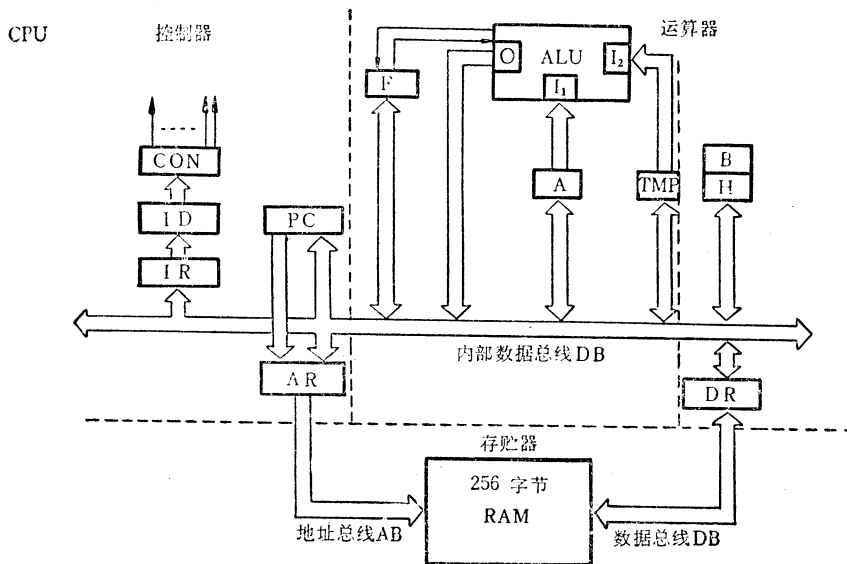 CPU
控制器
运算器
O
ALU
I₂
F
I₁
CON
B
A
TMP
H
ID
PC
IR
内部数据总线DB
AR
DR
存贮器
256 字节
RAM
地址总线AB
数据总线DB